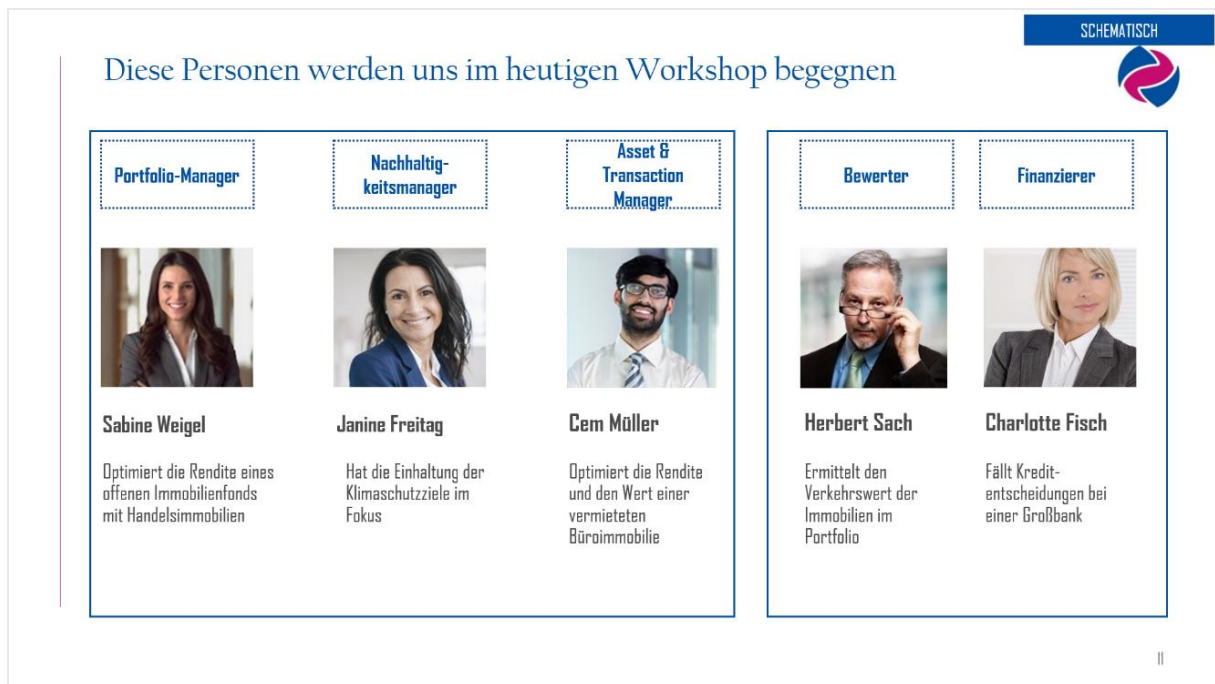 SCHEMATISCH
Diese Personen werden uns im heutigen Workshop begegnen
Portfolio-Manager
Nachhaltig-
keitsmanager
Asset &
Transaction
Manager
Bewerter
Finanzierer
Sabine Weigel
Optimiert die Rendite eines
offenen Immobilienfonds
mit Handelsimmobilien
Janine Freitag
Hat die Einhaltung der
Klimaschutzziele im
Fokus
Cem Müller
Optimiert die Rendite
und den Wert einer
vermieteten
Büroimmobilie
Herbert Sach
Ermittelt den
Verkehrswert der
Immobilien im
Portfolio
Charlotte Fisch
Fällt Kredit-
entscheidungen bei
einer Großbank
11